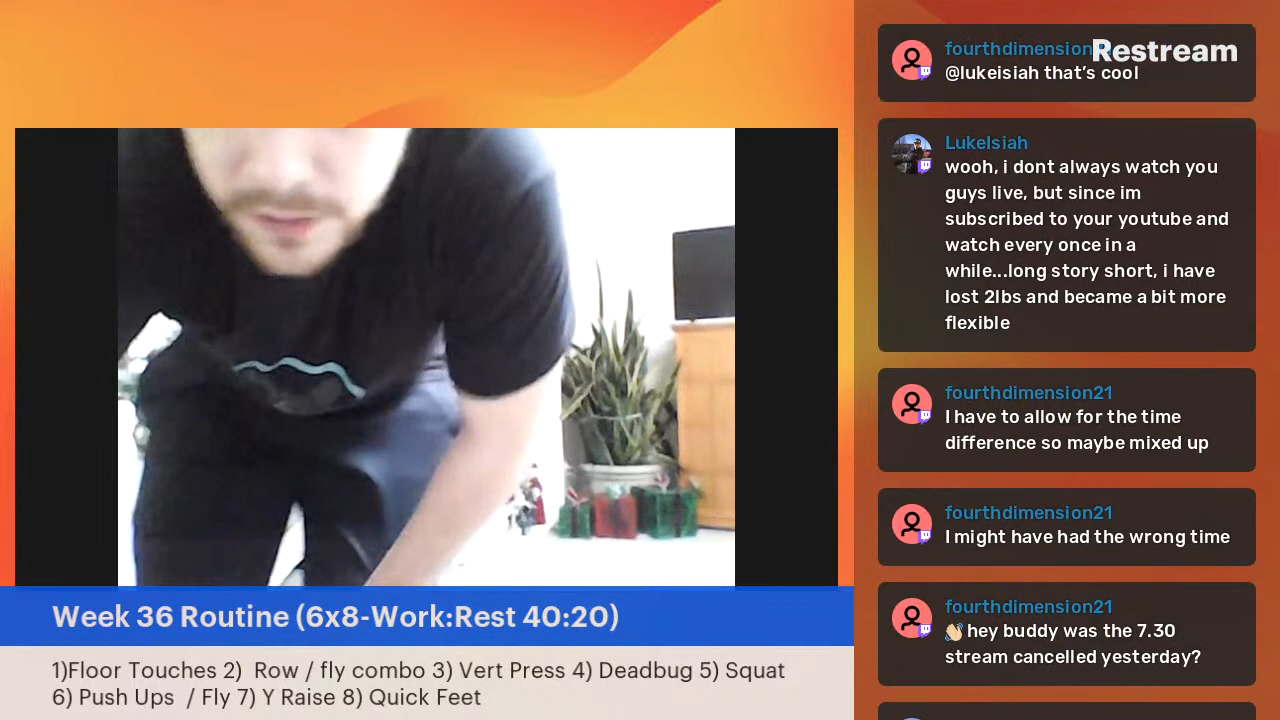 fourthdimension
Restream
@lukeisiah that's cool
LukeIsiah
wooh, i dont always watch you
guys live, but since im
subscribed to your youtube and
watch every once in a
while...long story short, i have
lost 2lbs and became a bit more
flexible
fourthdimension21
I have to allow for the time
difference so maybe mixed up
fourthdimension21
I might have had the wrong time
fourthdimension21
👋🏻 hey buddy was the 7.30
stream cancelled yesterday?
Week 36 Routine (6x8-Work:Rest 40:20)
1)Floor Touches 2)  Row / fly combo 3) Vert Press 4) Deadbug 5) Squat
6) Push Ups  / Fly 7) Y Raise 8) Quick Feet